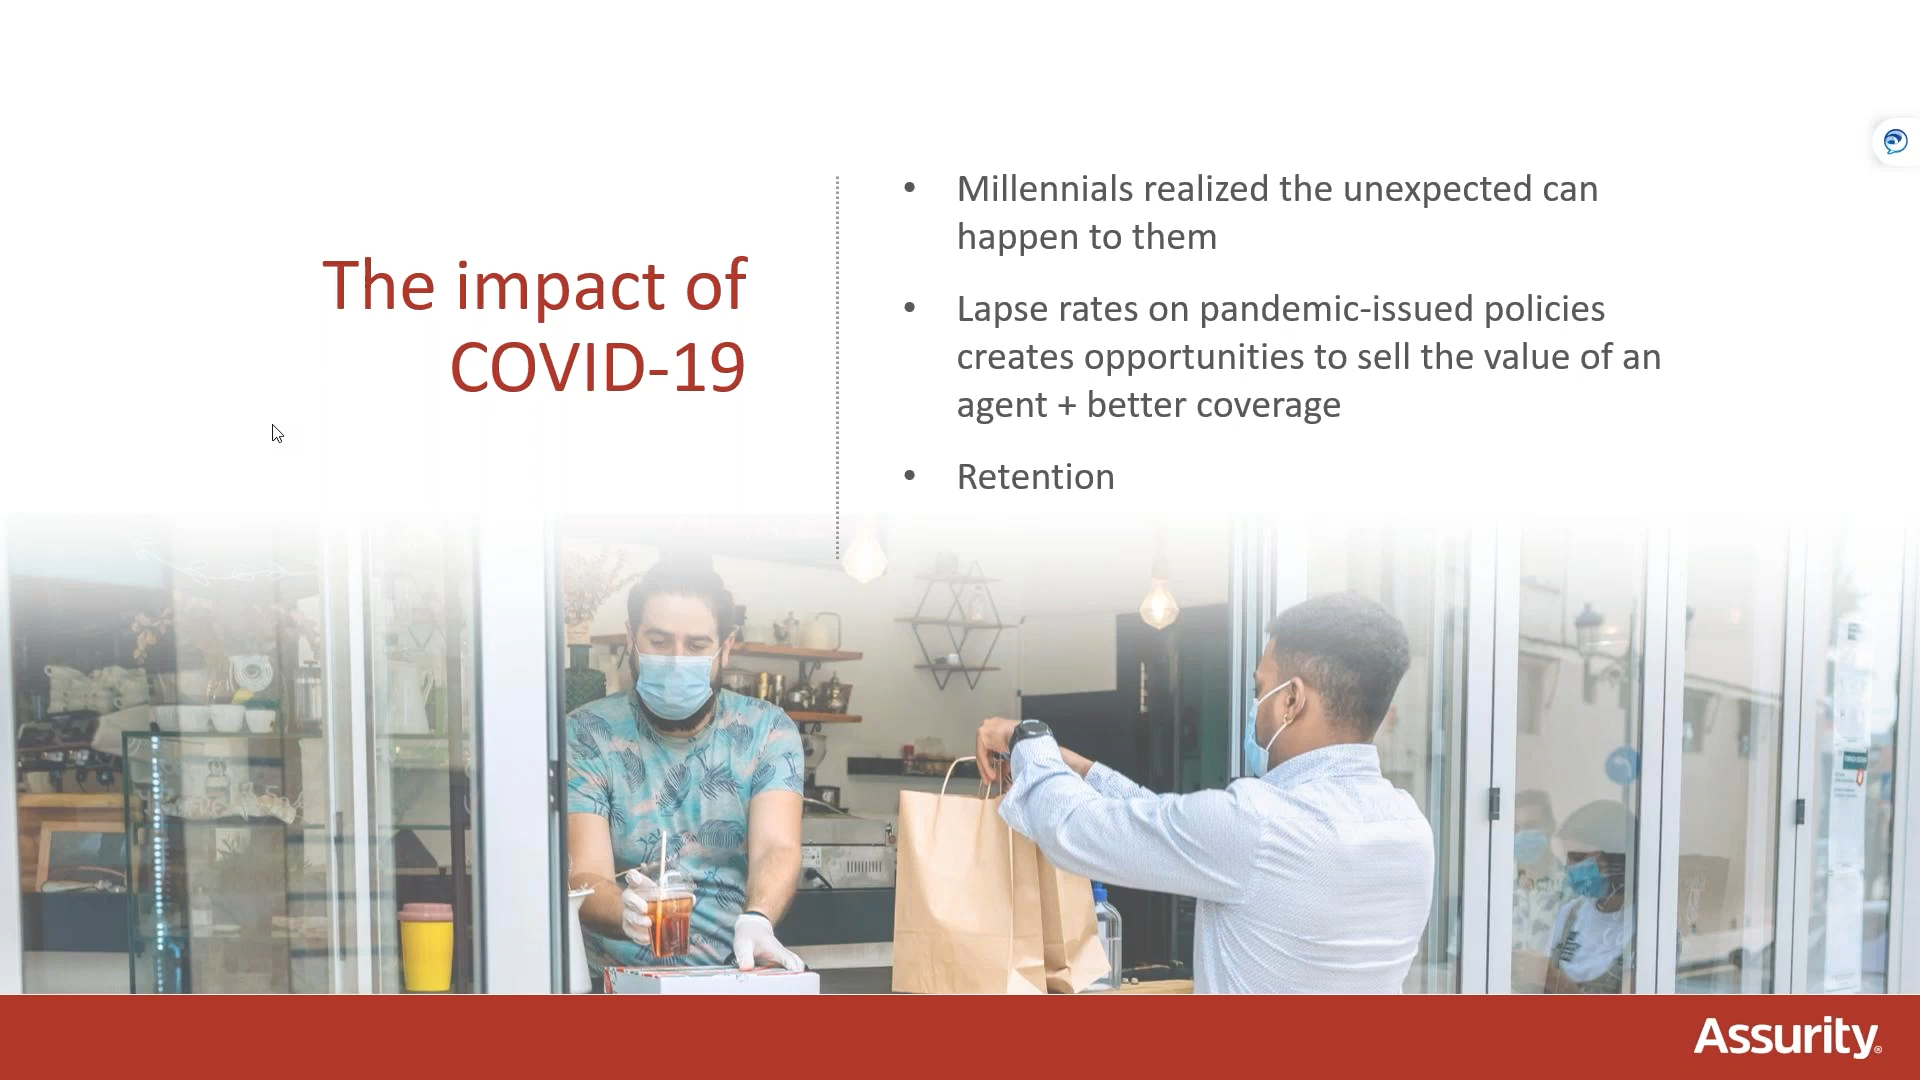 The impact of
COVID-19
• Millennials realized the unexpected can
happen to them
• Lapse rates on pandemic-issued policies
creates opportunities to sell the value of an
agent + better coverage
• Retention
Assurity®